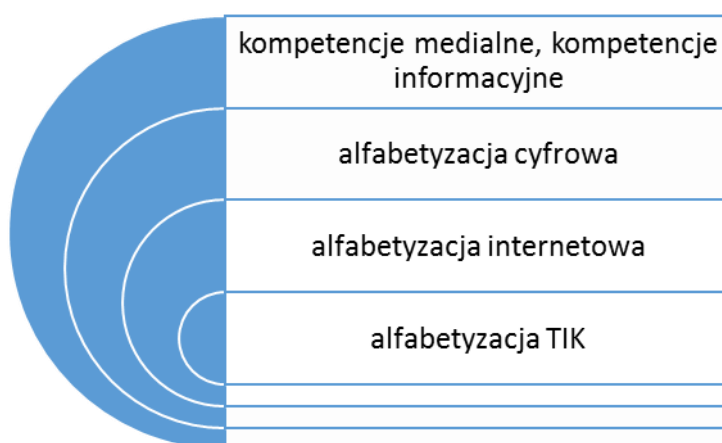 kompetencje medialne, kompetencje
informacyjne
alfabetyzacja cyfrowa
alfabetyzacja internetowa
alfabetyzacja TIK